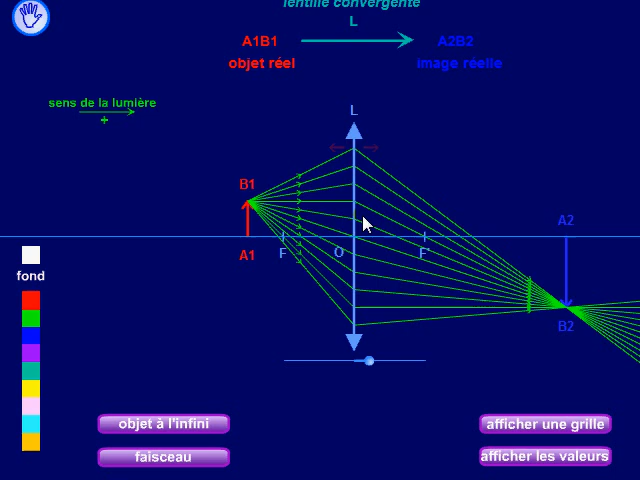 lentille convergente
L
A1B1
A2B2
objet réel
image réelle
sens de la lumière
+
L
B1
A2
A1
F
O
F'
fond
B2
objet à l'infini
afficher une grille
faisceau
afficher les valeurs